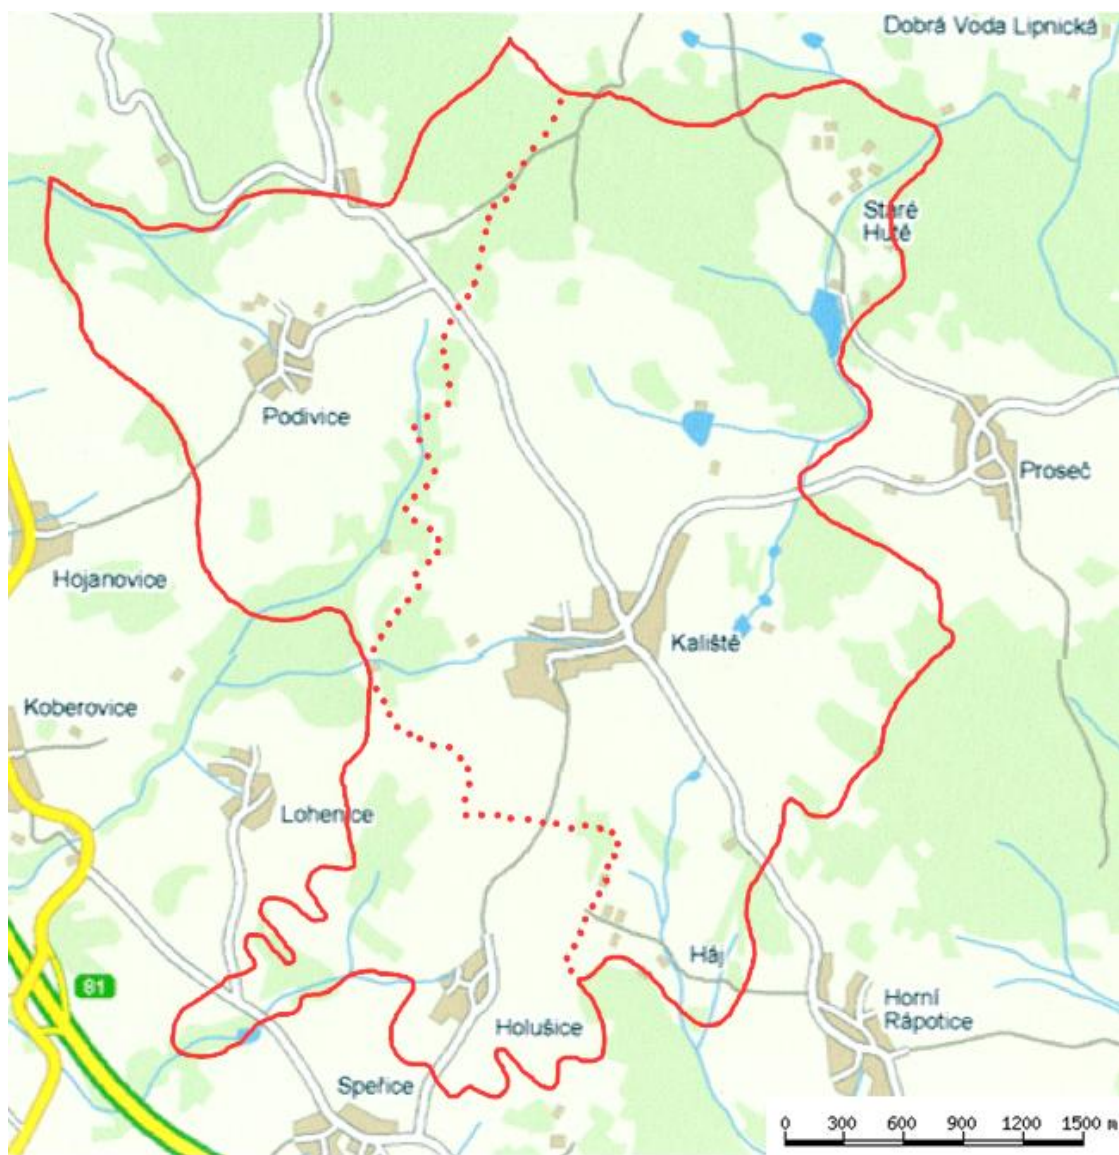 Dobrá Voda Lipnická
Staré
Hutě
Podivice
Proseč
Hojanovice
Kaliště
Koberovice
Lohenice
Háj
81
Horní
Rápotice
Holušice
Speřice
0 300 600 900 1200 1500 m